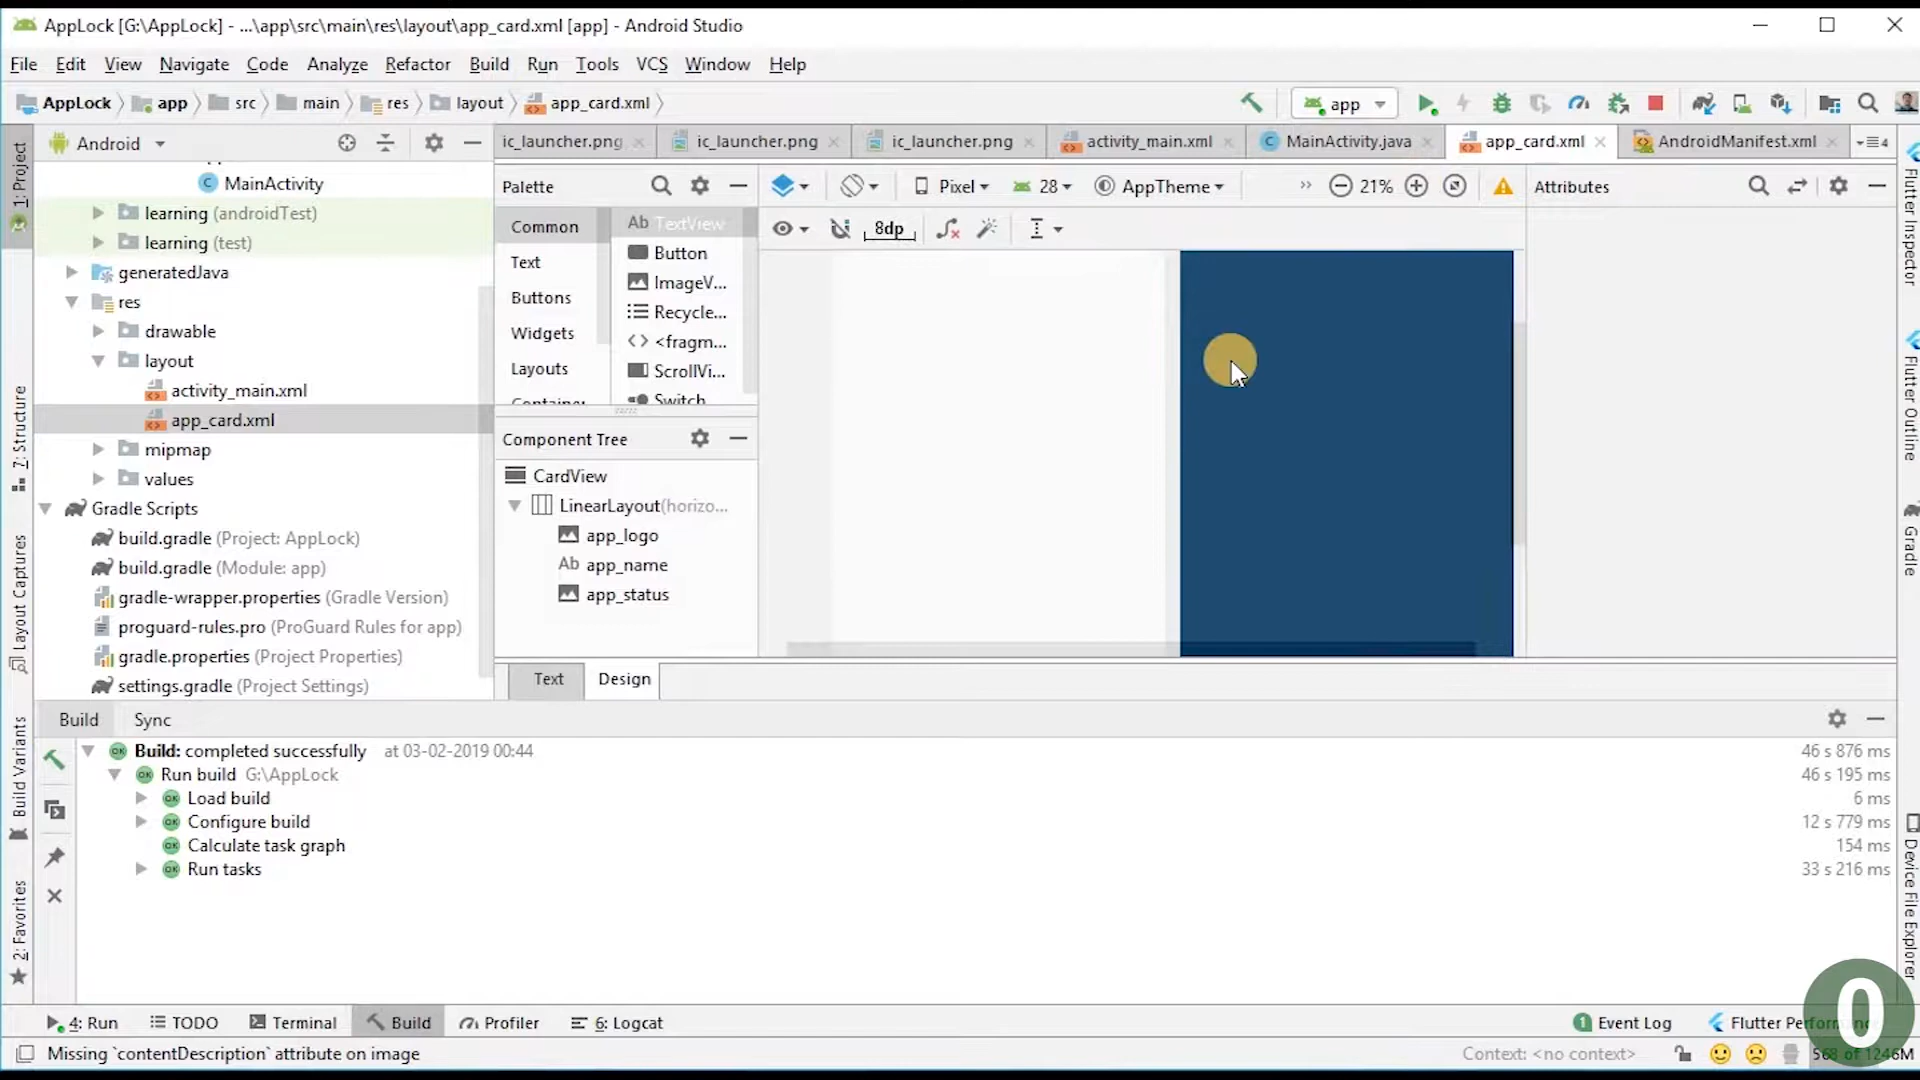 AppLock [G:\AppLock] - ...\app\src\main\res\layout\app_card.xml [app] - Android Studio
File Edit View Navigate Code Analyze Refactor Build Run Tools VCS Window Help
AppLock app src main res layout app_card.xml
app
1: Project
Android
ic_launcher.png ic_launcher.png ic_launcher.png activity_main.xml MainActivity.java app_card.xml AndroidManifest.xml
4
MainActivity
learning (androidTest)
learning (test)
generatedJava
res
drawable
layout
activity_main.xml
app_card.xml
mipmap
values
Gradle Scripts
build.gradle (Project: AppLock)
build.gradle (Module: app)
gradle-wrapper.properties (Gradle Version)
proguard-rules.pro (ProGuard Rules for app)
gradle.properties (Project Properties)
settings.gradle (Project Settings)
7: Structure
Layout Captures
Build Variants
2: Favorites
Palette
Common
Text
Buttons
Widgets
Layouts
Ab TextView
Button
ImageV...
Recycle...
<fragm...
ScrollVi...
Switch
Component Tree
CardView
LinearLayout(horizo...
app_logo
Ab app_name
app_status
Pixel 28 AppTheme 21%
8dp
Attributes
Flutter Inspector
Flutter Outline
Gradle
Device File Explorer
Text Design
Build Sync
Build: completed successfully at 03-02-2019 00:44 46 s 876 ms
Run build G:\AppLock 46 s 195 ms
Load build 6 ms
Configure build 12 s 779 ms
Calculate task graph 154 ms
Run tasks 33 s 216 ms
4: Run TODO Terminal Build Profiler 6: Logcat
1 Event Log Flutter
0
Missing `contentDescription` attribute on image
Context: <no context>
of 1246M